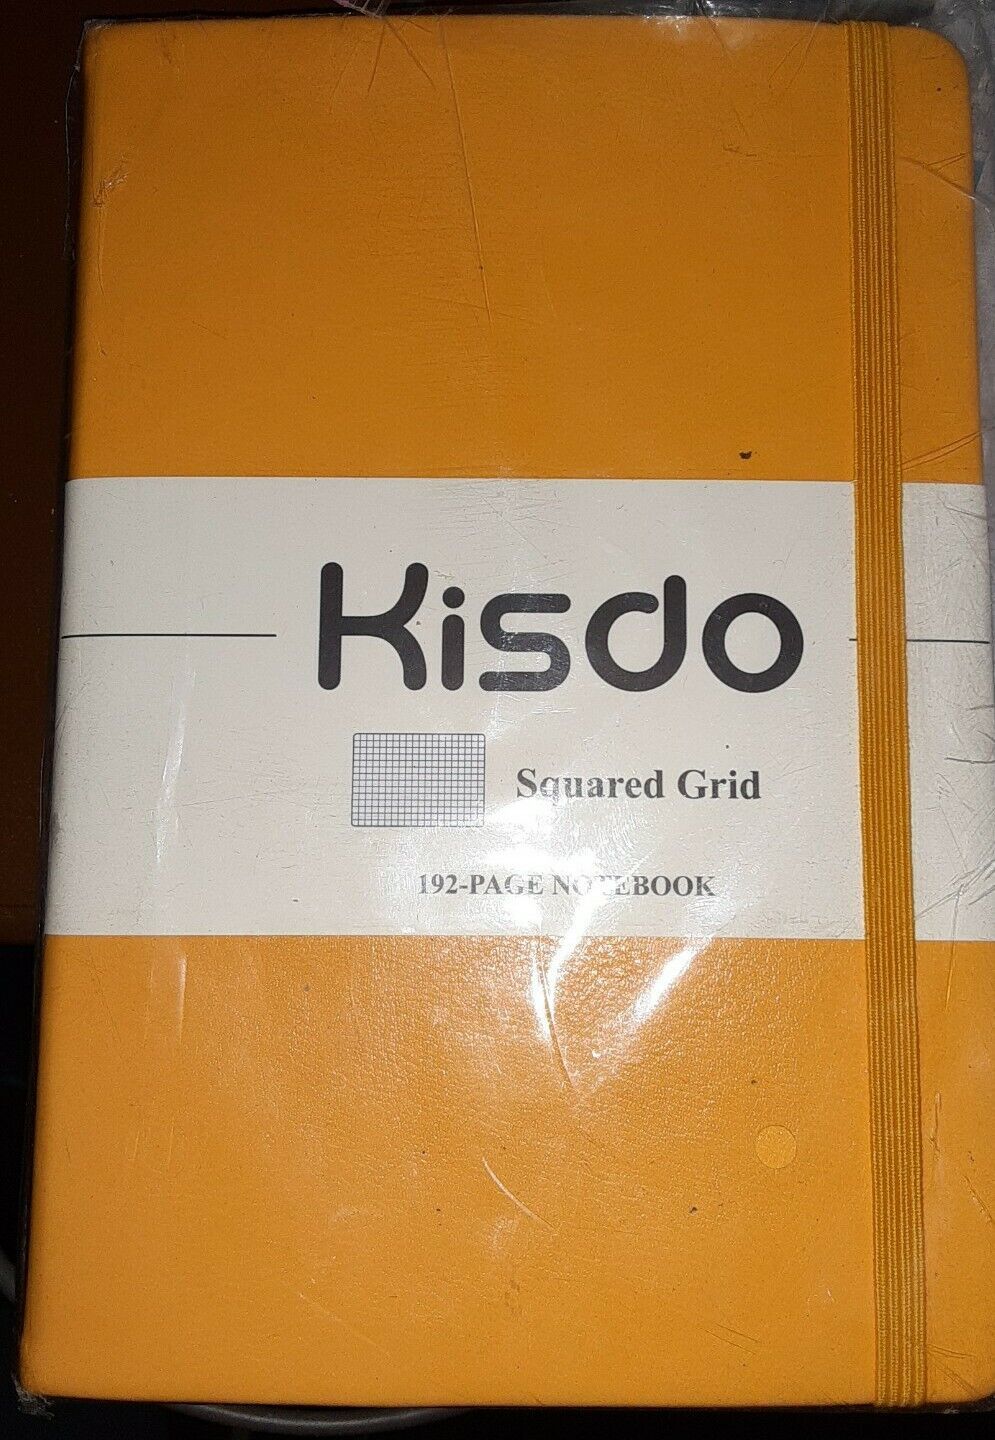 Kisdo
Squared Grid
192-PAGE NOTEBOOK